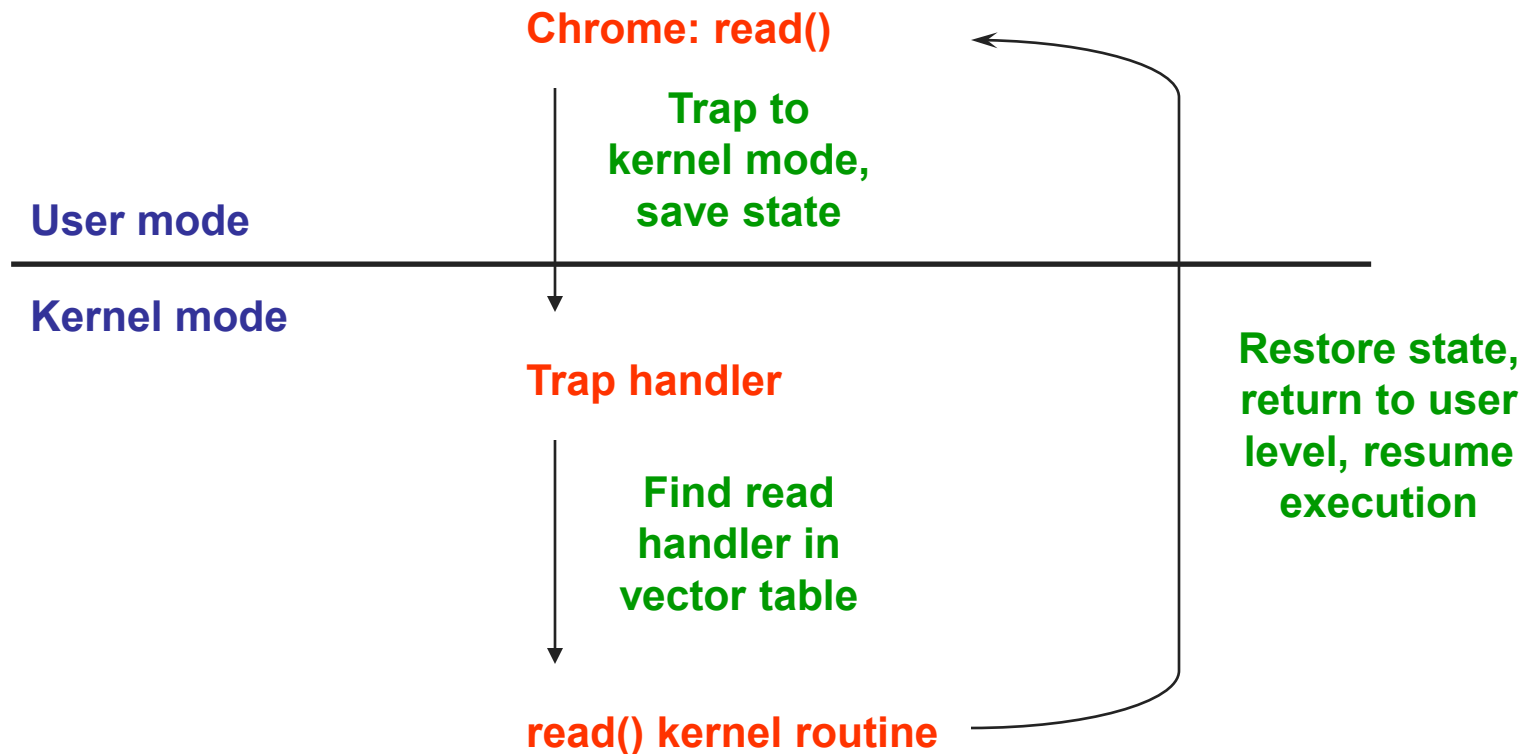 Chrome: read()
Trap to
kernel mode,
save state
User mode
Kernel mode
Trap handler
Find read
handler in
vector table
read() kernel routine
Restore state,
return to user
level, resume
execution